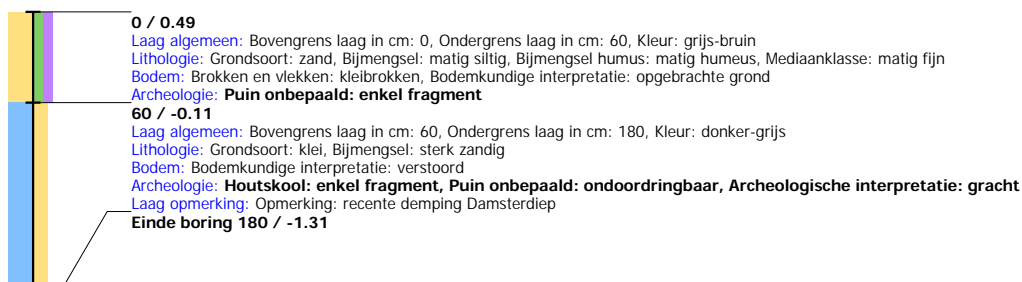 0 / 0.49
Laag algemeen: Bovengrens laag in cm: 0, Ondergrens laag in cm: 60, Kleur: grijs-bruin
Lithologie: Grondsoort: zand, Bijmengsel: matig siltig, Bijmengsel humus: matig humeus, Mediaanklasse: matig fijn
Bodem: Brokken en vlekken: kleibrokken, Bodemkundige interpretatie: opgebrachte grond
Archeologie: Puin onbepaald: enkel fragment
60 / -0.11
Laag algemeen: Bovengrens laag in cm: 60, Ondergrens laag in cm: 180, Kleur: donker-grijs
Lithologie: Grondsoort: klei, Bijmengsel: sterk zandig
Bodem: Bodemkundige interpretatie: verstoord
Archeologie: Houtskool: enkel fragment, Puin onbepaald: ondoordringbaar, Archeologische interpretatie: gracht
Laag opmerking: Opmerking: recente demping Damsterdiep
Einde boring 180 / -1.31